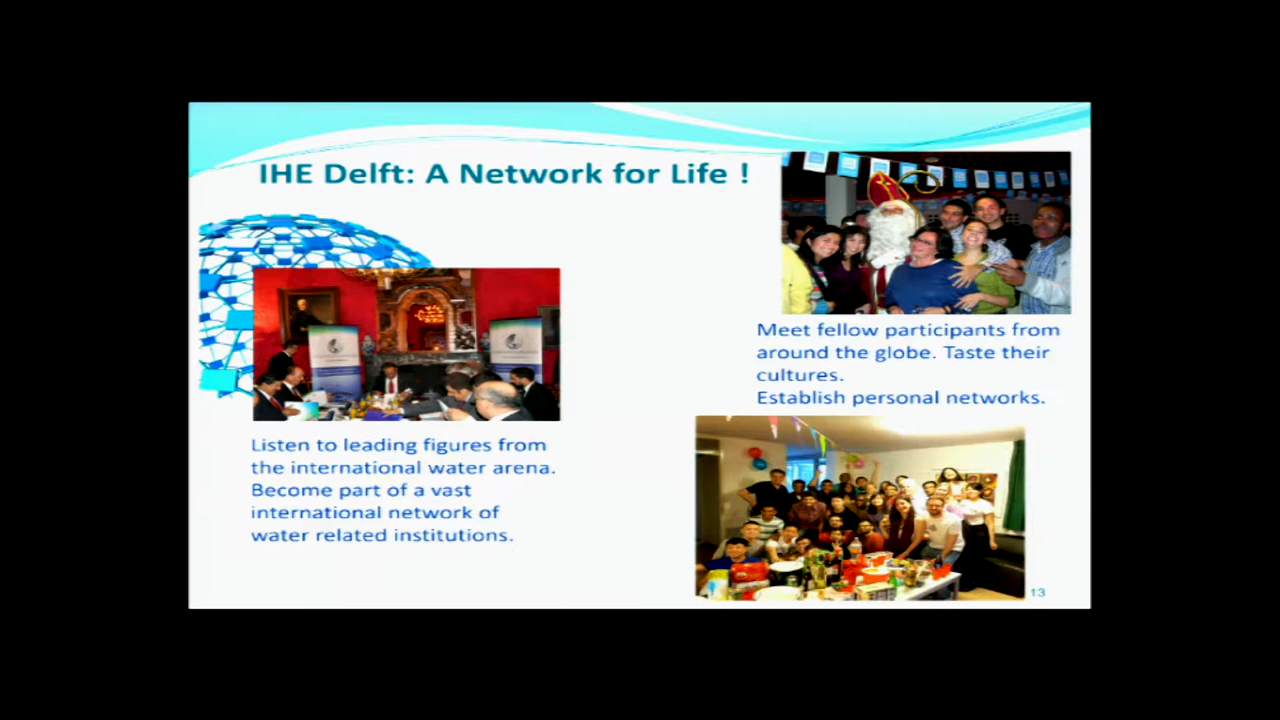 IHE Delft: A Network for Life !
Meet fellow participants from
around the globe. Taste their
cultures.
Establish personal networks.
Listen to leading figures from
the international water arena.
Become part of a vast
international network of
water related institutions.
13